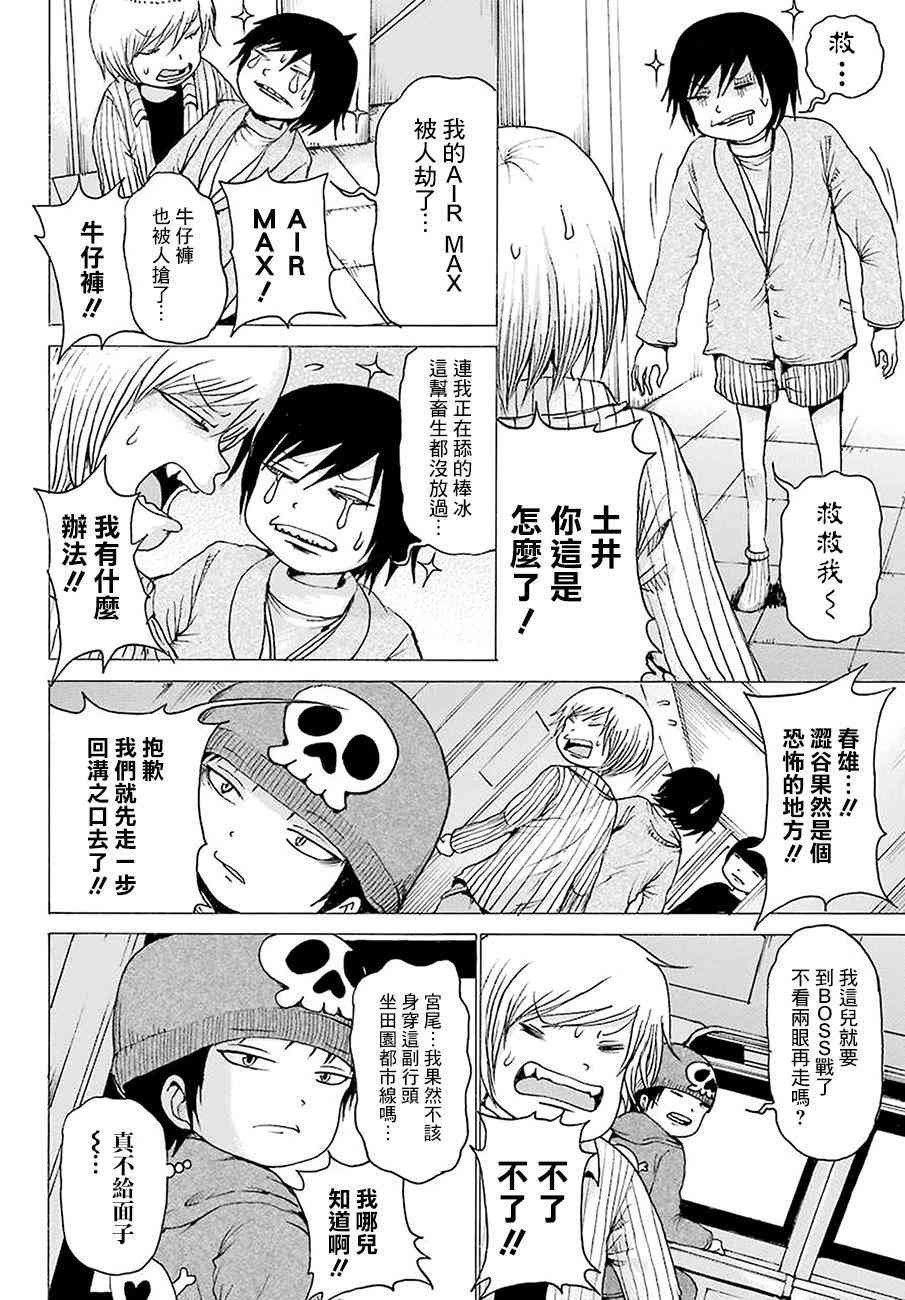 救…
救救我～
土井
你這是
怎麼了！
我的AIR MAX
被人劫了…
AIR
MAX！
牛仔褲
也被人搶了…
牛仔褲!!
連我正在舔的棒冰
這幫畜生都沒放過…
我有什麼
辦法!!
春雄…!!
澀谷果然是個
恐怖的地方!!
抱歉
我們就先走一步
回溝之口去了!!
我這兒就要
到BOSS戰了
不看兩眼再走嗎?
不了
不了!!
宮尾…我果然不該
身穿這副行頭
坐田園都市線嗎…
我哪兒
知道啊!!
真不給面子
～…